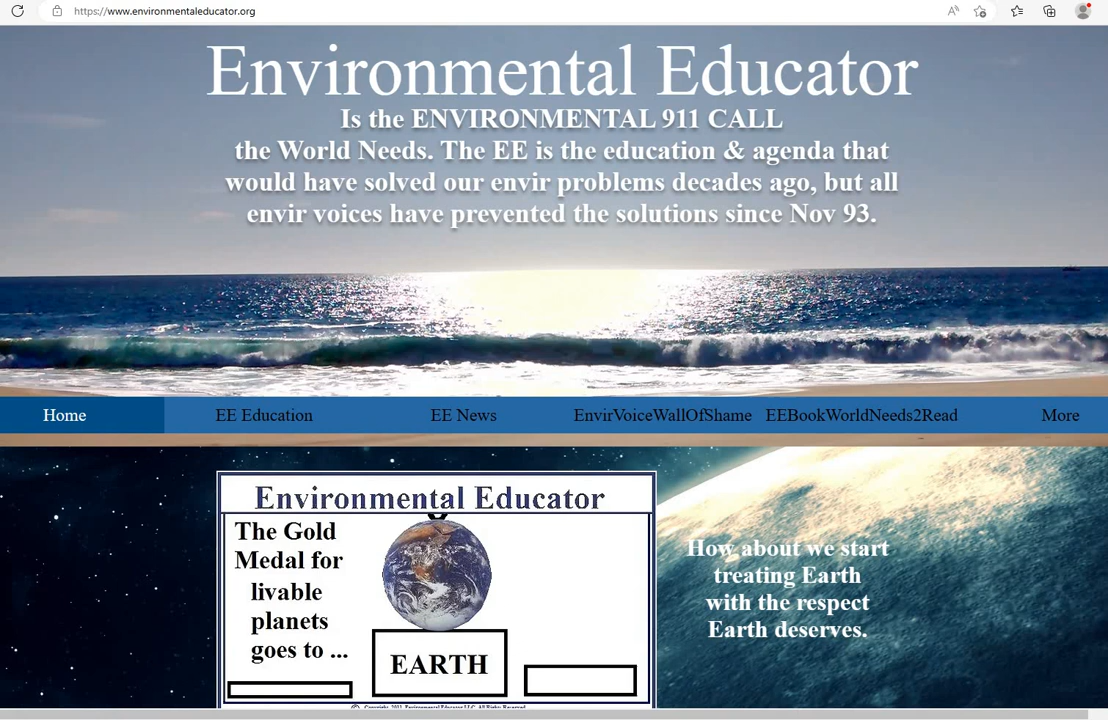 https://www.environmentaleducator.org
Environmental Educator
Is the ENVIRONMENTAL 911 CALL
the World Needs. The EE is the education & agenda that
would have solved our envir problems decades ago, but all
envir voices have prevented the solutions since Nov 93.
Home EE Education EE News EnvirVoiceWallOfShame EEBookWorldNeeds2Read More
Environmental Educator
The Gold
Medal for
livable
planets
goes to ...
EARTH
© Copyright, 2011, Environmental Educator LLC, All Rights Reserved
How about we start
treating Earth
with the respect
Earth deserves.